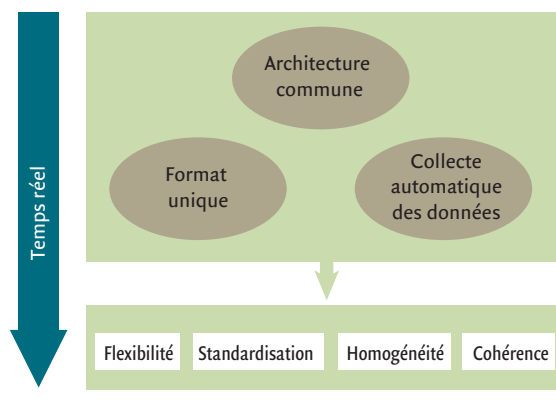 Temps réel
Architecture
commune
Format
unique
Collecte
automatique
des données
Flexibilité
Standardisation
Homogénéité
Cohérence